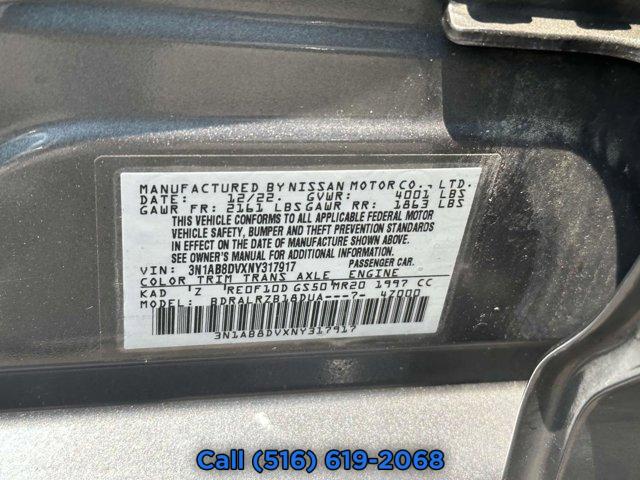 MANUFACTURED BY NISSAN MOTOR CO., LTD.
DATE: 12/22 GVWR: 4001 LBS
GAWR FR: 2161 LBS GAWR RR: 1863 LBS
THIS VEHICLE CONFORMS TO ALL APPLICABLE FEDERAL MOTOR
VEHICLE SAFETY, BUMPER AND THEFT PREVENTION STANDARDS
IN EFFECT ON THE DATE OF MANUFACTURE SHOWN ABOVE.
SEE OWNER'S MANUAL FOR ADDITIONAL INFORMATION.
VIN: 3N1AB8DVXNY317917 PASSENGER CAR.
COLOR TRIM TRANS AXLE ENGINE
KAD Z RE0F10D GS50 MR20 1997 CC
BDRALRZB18DUA---7- 47000
3N1AB8DVXNY317917
Call (516) 619-2068